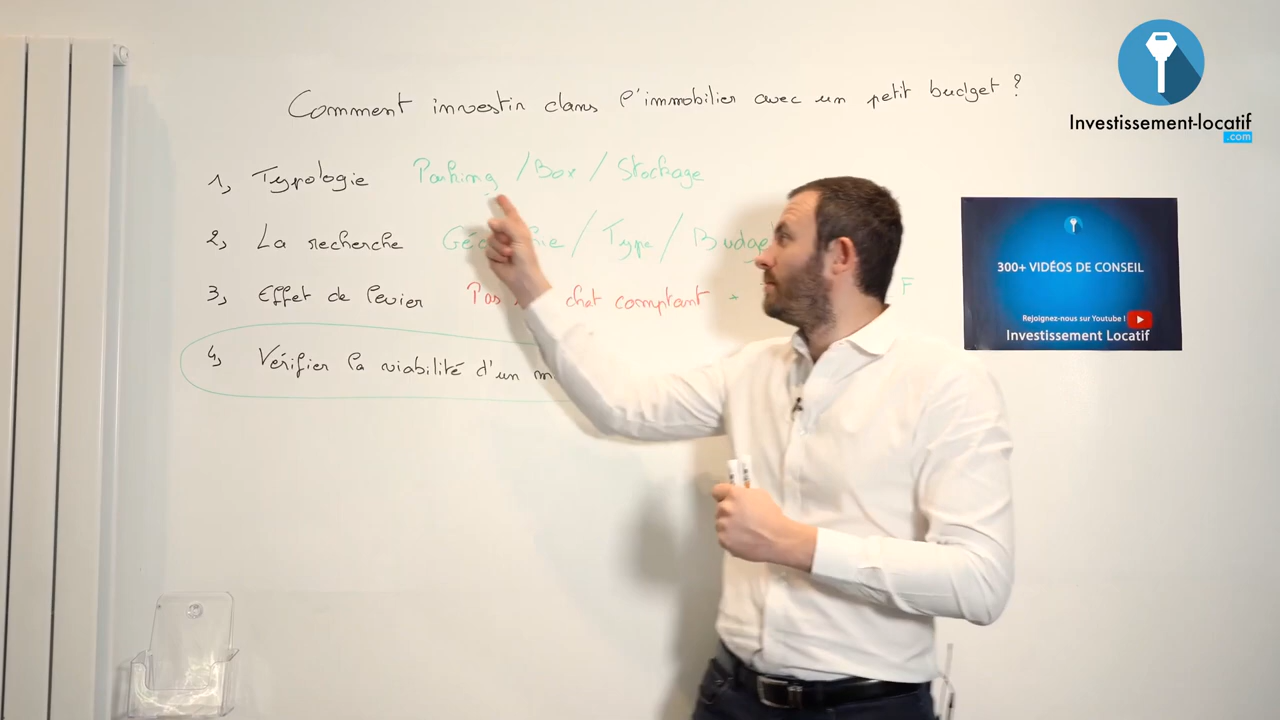 Comment investir dans l'immobilier avec un petit budget ?
1, Typologie Parking / Box / Stockage
2, La recherche / Type / Budget
3, Effet de levier Pas chat comptant F
4, Vérifier la viabilité d'un
Investissement-locatif
.com
300+ VIDÉOS DE CONSEIL
Rejoignez-nous sur Youtube !
Investissement Locatif